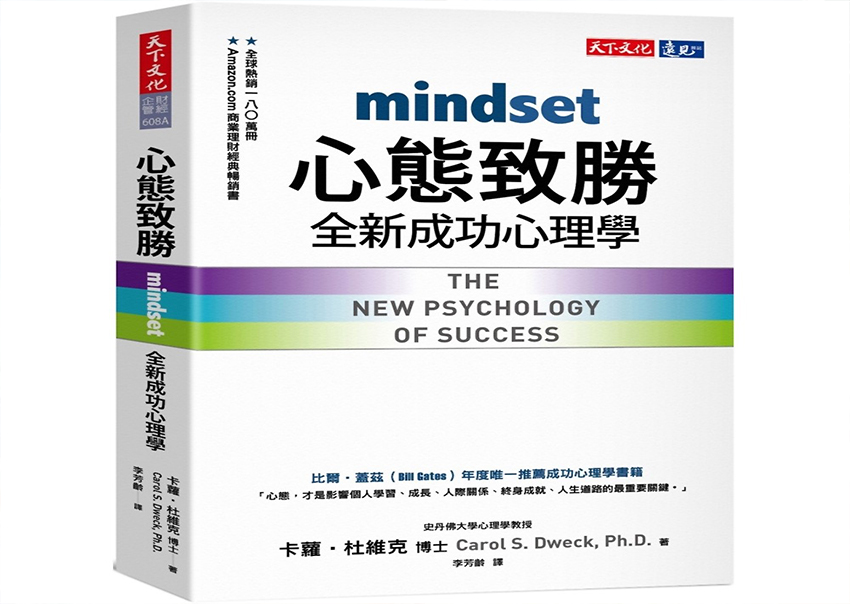 天下文化
財經
企管
608A
心態致勝
mindset
全新成功心理學
卡蘿・杜維克 博士 著
Carol S. Dweck, Ph.D.
李芳齡 譯
★ 全球熱銷一八〇萬冊
★ Amazon.com 商業理財經典暢銷書
天下文化 遠見
mindset
心態致勝
全新成功心理學
THE
NEW PSYCHOLOGY
OF SUCCESS
比爾・蓋茲（Bill Gates）年度唯一推薦成功心理學書籍
「心態，才是影響個人學習、成長、人際關係、終身成就、人生道路的最重要關鍵。」
史丹佛大學心理學教授
卡蘿・杜維克 博士 Carol S. Dweck, Ph.D. 著
李芳齡 譯